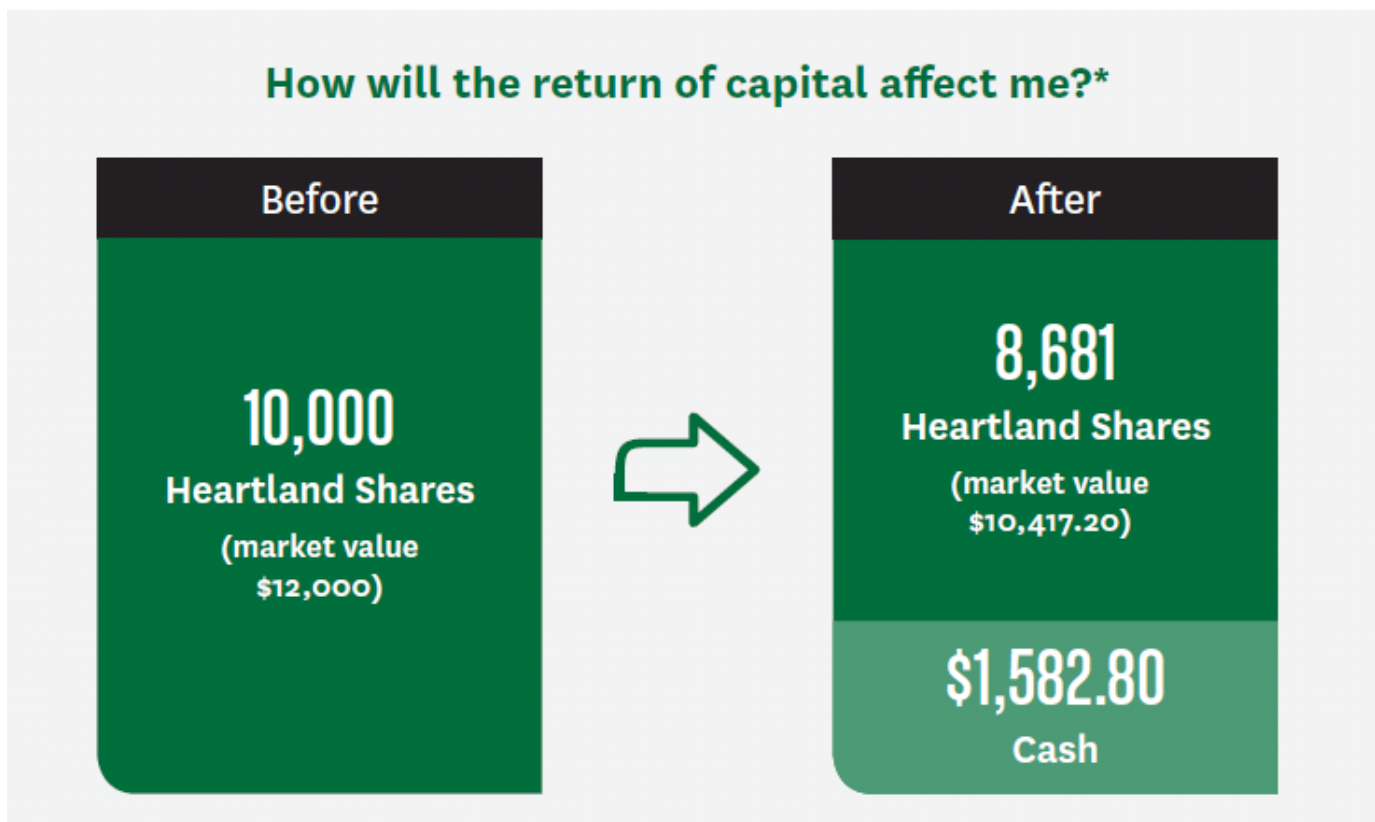 How will the return of capital affect me?*
Before
10,000
Heartland Shares
(market value
$12,000)
After
8,681
Heartland Shares
(market value
$10,417.20)
$1,582.80
Cash